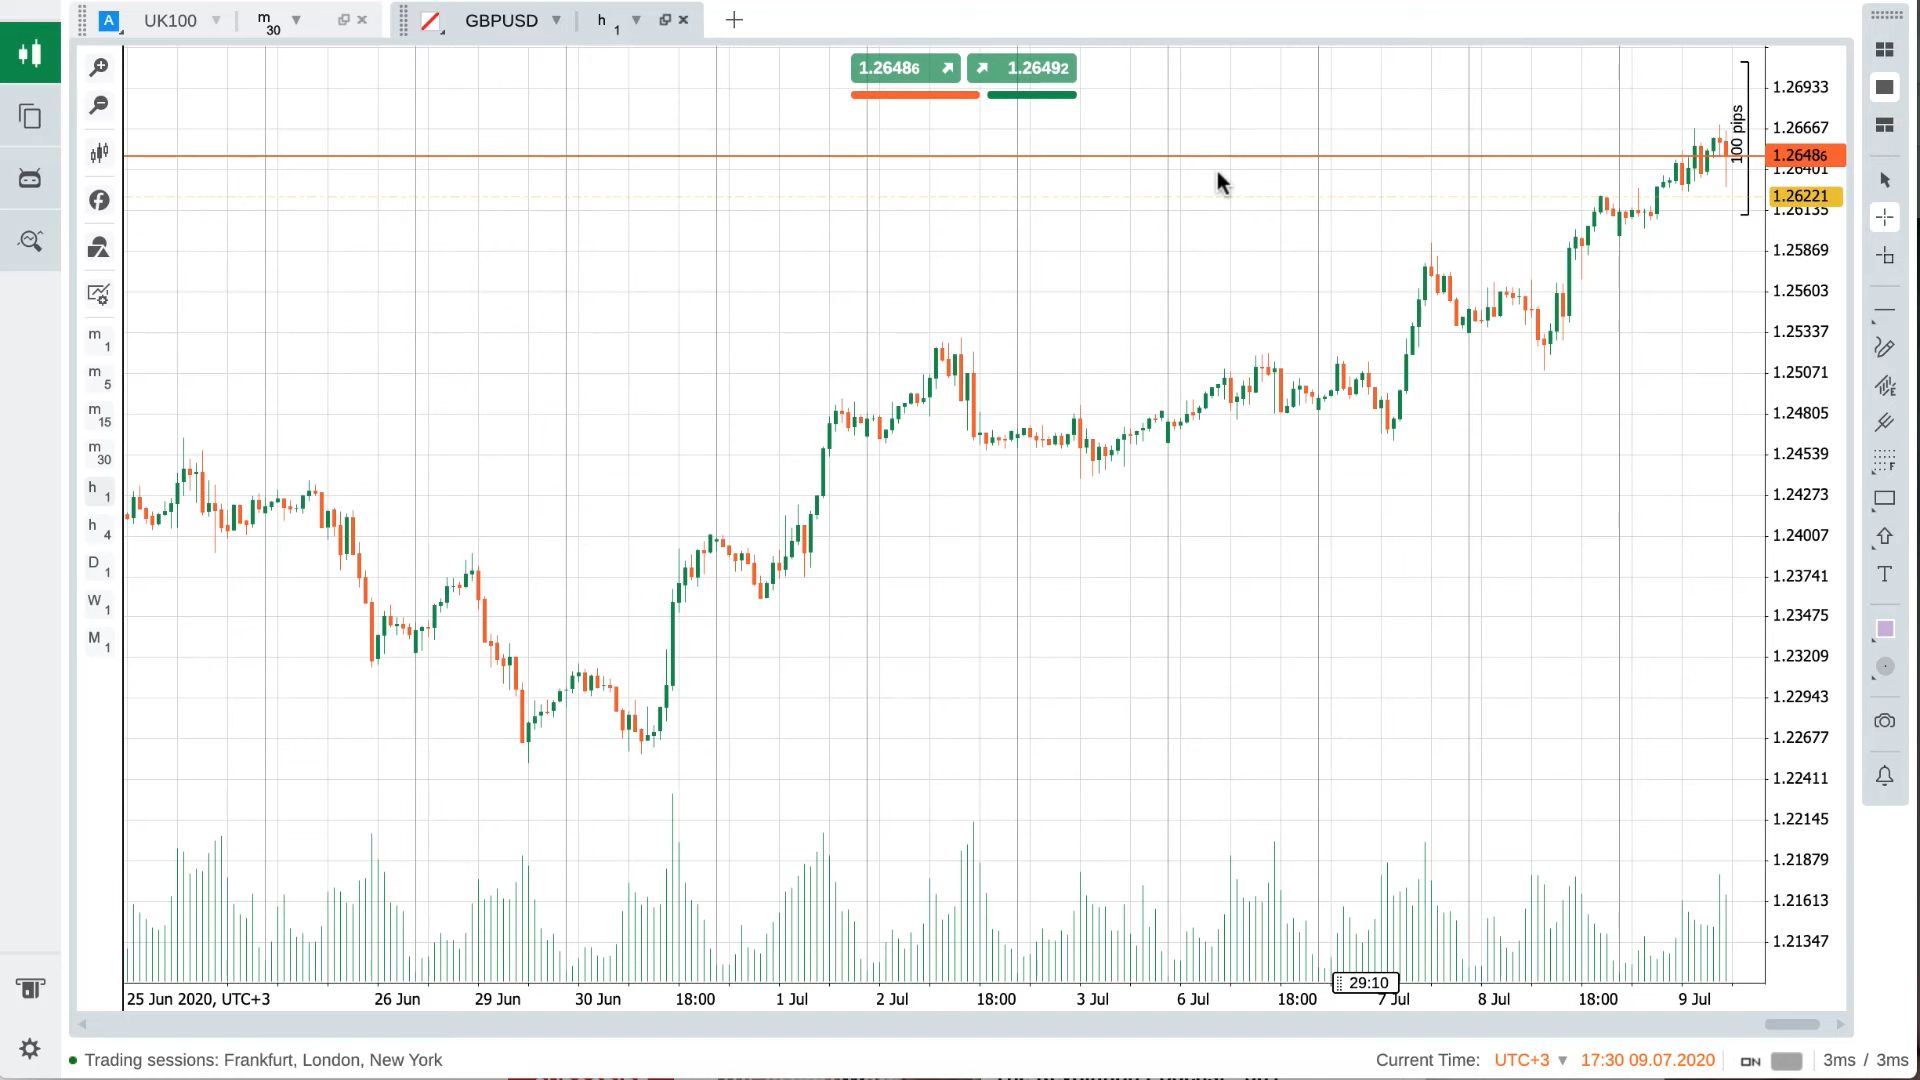 A UK100 m 30
GBPUSD h 1
1.26486 1.26492
100 pips
1.26933
1.26667
1.26486
1.26401
1.26221
1.26135
1.25869
1.25603
1.25337
1.25071
1.24805
1.24539
1.24273
1.24007
1.23741
1.23475
1.23209
1.22943
1.22677
1.22411
1.22145
1.21879
1.21613
1.21347
m 1
m 5
m 15
m 30
h 1
h 4
D 1
W 1
M 1
E
F
T
29:10
25 Jun 2020, UTC+3 26 Jun 29 Jun 30 Jun 18:00 1 Jul 2 Jul 18:00 3 Jul 6 Jul 18:00 7 Jul 8 Jul 18:00 9 Jul
Trading sessions: Frankfurt, London, New York
Current Time: UTC+3 17:30 09.07.2020 3ms / 3ms